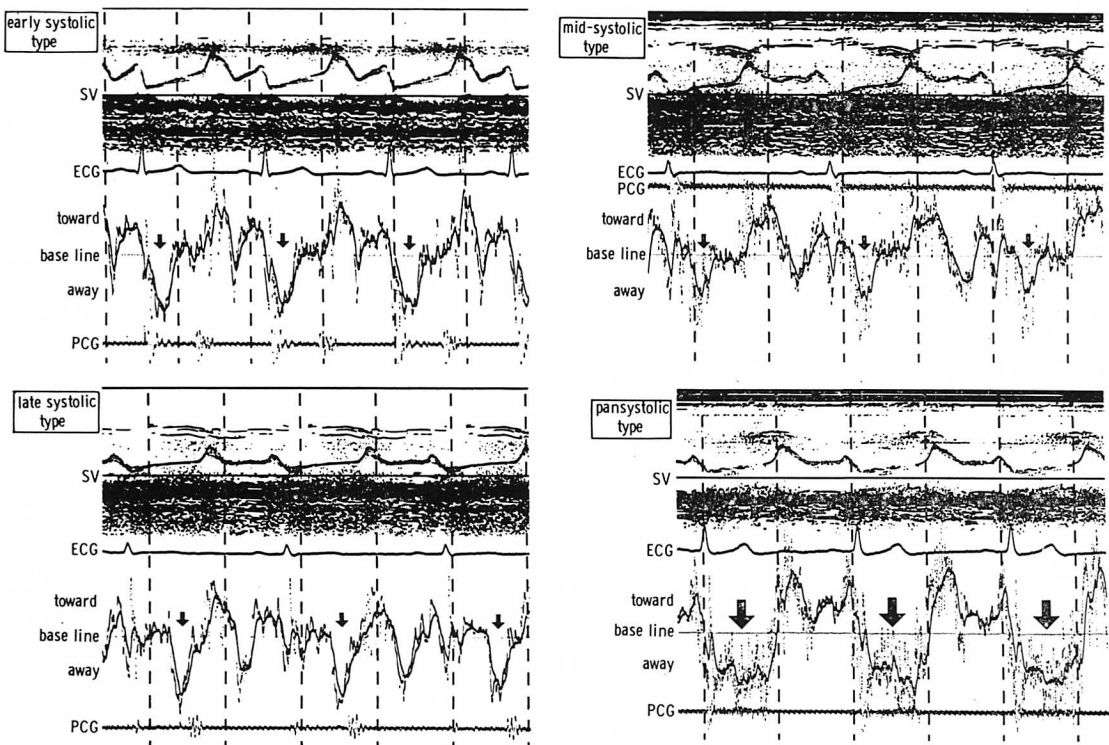 early systolic
type
SV
ECG
toward
base line
away
PCG
mid-systolic
type
SV
ECG
PCG
toward
base line
away
late systolic
type
SV
ECG
toward
base line
away
PCG
pansystolic
type
SV
ECG
toward
base line
away
PCG